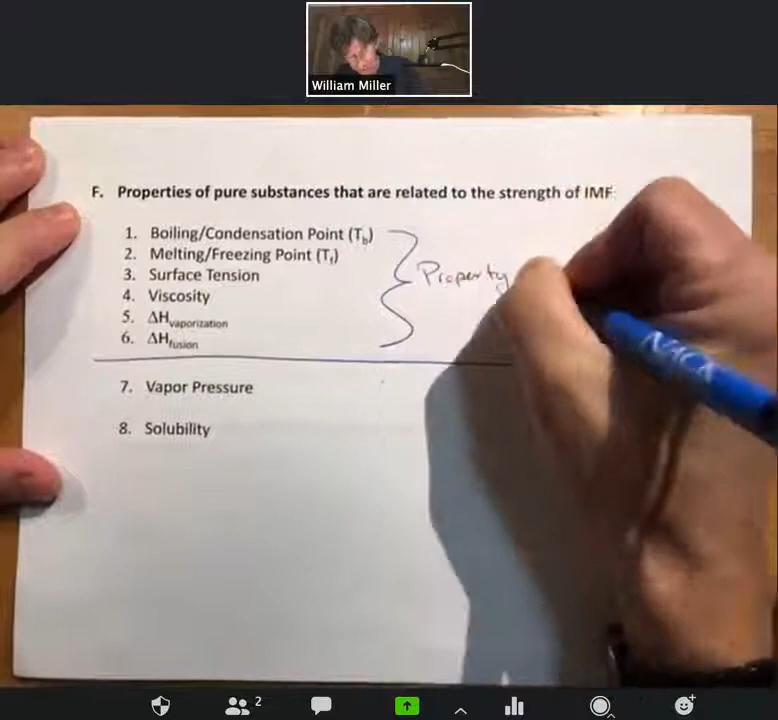 William Miller
F. Properties of pure substances that are related to the strength of IMF:
1. Boiling/Condensation Point (Tb)
2. Melting/Freezing Point (Tf)
3. Surface Tension
4. Viscosity
5. ΔHvaporization
6. ΔHfusion
Property
7. Vapor Pressure
8. Solubility
2